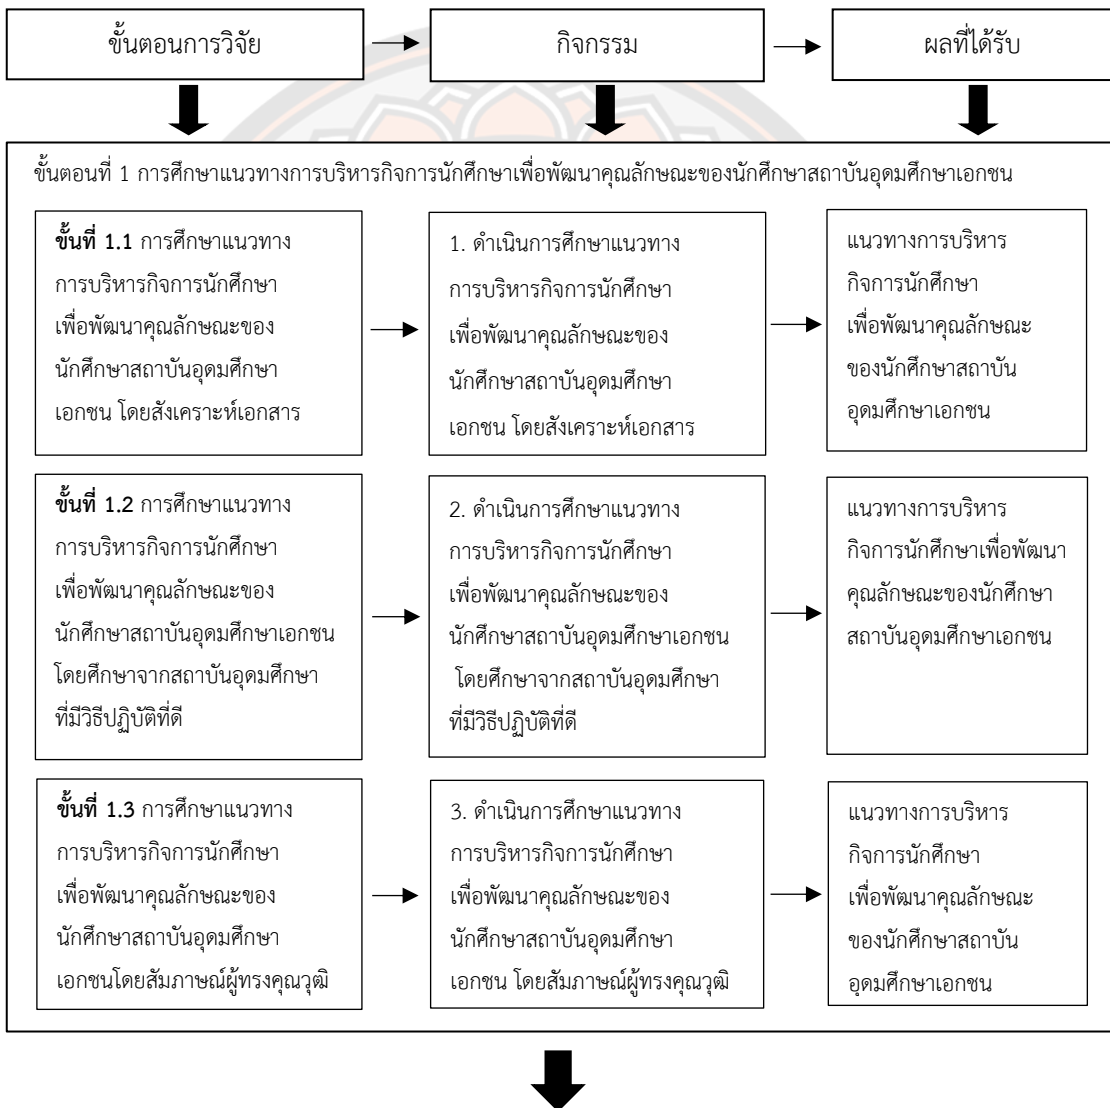 ขั้นตอนการวิจัย
กิจกรรม
ผลที่ได้รับ
ขั้นตอนที่ 1 การศึกษาแนวทางการบริหารกิจการนักศึกษาเพื่อพัฒนาคุณลักษณะของนักศึกษาสถาบันอุดมศึกษาเอกชน
ขั้นที่ 1.1 การศึกษาแนวทาง
การบริหารกิจการนักศึกษา
เพื่อพัฒนาคุณลักษณะของ
นักศึกษาสถาบันอุดมศึกษา
เอกชน โดยสังเคราะห์เอกสาร
1. ดำเนินการศึกษาแนวทาง
การบริหารกิจการนักศึกษา
เพื่อพัฒนาคุณลักษณะของ
นักศึกษาสถาบันอุดมศึกษา
เอกชน โดยสังเคราะห์เอกสาร
แนวทางการบริหาร
กิจการนักศึกษา
เพื่อพัฒนาคุณลักษณะ
ของนักศึกษาสถาบัน
อุดมศึกษาเอกชน
ขั้นที่ 1.2 การศึกษาแนวทาง
การบริหารกิจการนักศึกษา
เพื่อพัฒนาคุณลักษณะของ
นักศึกษาสถาบันอุดมศึกษาเอกชน
โดยศึกษาจากสถาบันอุดมศึกษา
ที่มีวิธีปฏิบัติที่ดี
2. ดำเนินการศึกษาแนวทาง
การบริหารกิจการนักศึกษา
เพื่อพัฒนาคุณลักษณะของ
นักศึกษาสถาบันอุดมศึกษาเอกชน
โดยศึกษาจากสถาบันอุดมศึกษา
ที่มีวิธีปฏิบัติที่ดี
แนวทางการบริหาร
กิจการนักศึกษาเพื่อพัฒนา
คุณลักษณะของนักศึกษา
สถาบันอุดมศึกษาเอกชน
ขั้นที่ 1.3 การศึกษาแนวทาง
การบริหารกิจการนักศึกษา
เพื่อพัฒนาคุณลักษณะของ
นักศึกษาสถาบันอุดมศึกษา
เอกชนโดยสัมภาษณ์ผู้ทรงคุณวุฒิ
3. ดำเนินการศึกษาแนวทาง
การบริหารกิจการนักศึกษา
เพื่อพัฒนาคุณลักษณะของ
นักศึกษาสถาบันอุดมศึกษา
เอกชน โดยสัมภาษณ์ผู้ทรงคุณวุฒิ
แนวทางการบริหาร
กิจการนักศึกษา
เพื่อพัฒนาคุณลักษณะ
ของนักศึกษาสถาบัน
อุดมศึกษาเอกชน